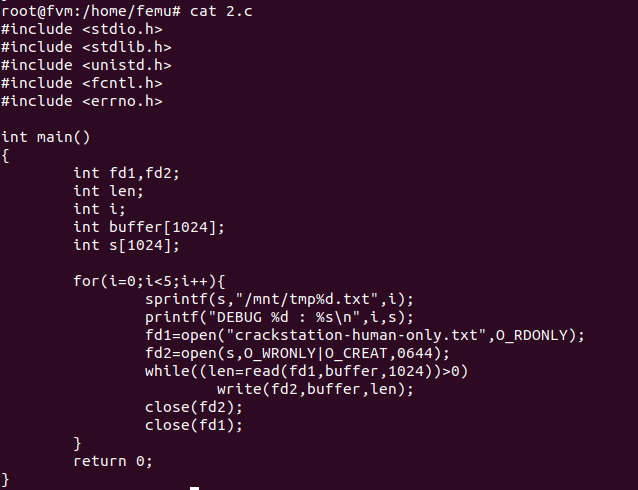 root@fvm:/home/femu# cat 2.c
#include <stdio.h>
#include <stdlib.h>
#include <unistd.h>
#include <fcntl.h>
#include <errno.h>

int main()
{
        int fd1,fd2;
        int len;
        int i;
        int buffer[1024];
        int s[1024];

        for(i=0;i<5;i++){
                sprintf(s,"/mnt/tmp%d.txt",i);
                printf("DEBUG %d : %s\n",i,s);
                fd1=open("crackstation-human-only.txt",O_RDONLY);
                fd2=open(s,O_WRONLY|O_CREAT,0644);
                while((len=read(fd1,buffer,1024))>0)
                        write(fd2,buffer,len);
                close(fd2);
                close(fd1);
        }
        return 0;
}